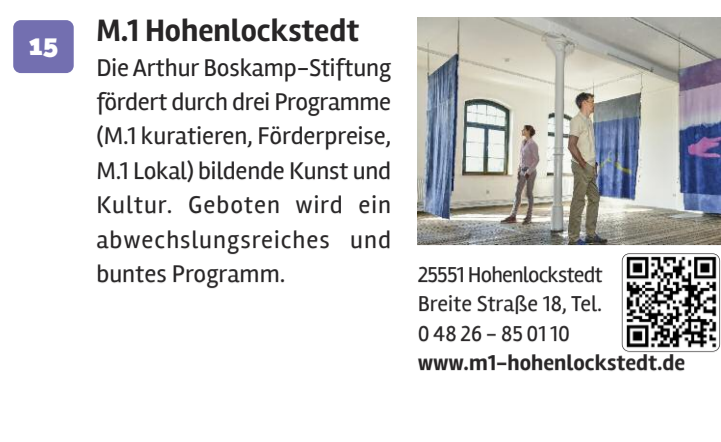 15
M.1 Hohenlockstedt
Die Arthur Boskamp-Stiftung
fördert durch drei Programme
(M.1 kuratieren, Förderpreise,
M.1 Lokal) bildende Kunst und
Kultur. Geboten wird ein
abwechslungsreiches und
buntes Programm.
25551 Hohenlockstedt
Breite Straße 18, Tel.
0 48 26 – 85 01 10
www.m1-hohenlockstedt.de